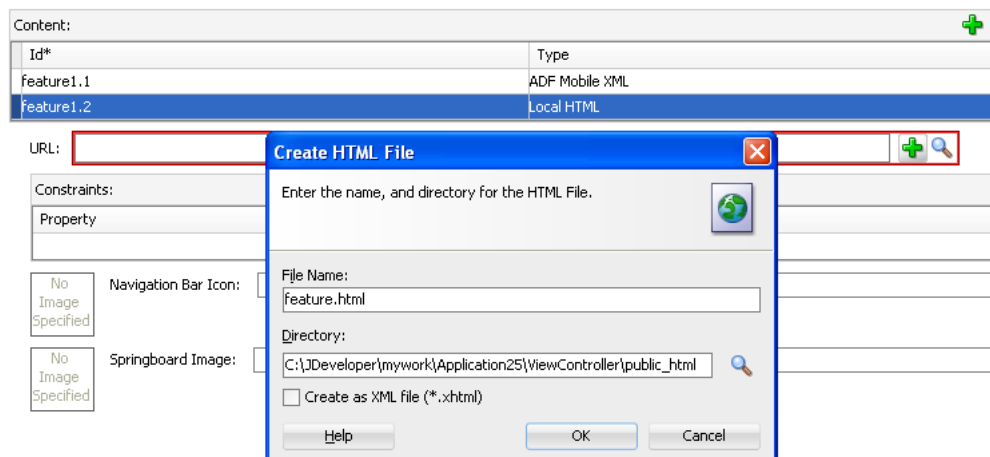 Content:
Id* Type
feature1.1 ADF Mobile XML
feature1.2 Local HTML
URL:
Create HTML File
Enter the name, and directory for the HTML File.
Constraints:
Property
File Name:
feature.html
No Image Specified
Navigation Bar Icon:
Directory:
C:\JDeveloper\mywork\Application25\ViewController\public_html
No Image Specified
Springboard Image:
Create as XML file (*.xhtml)
Help OK Cancel